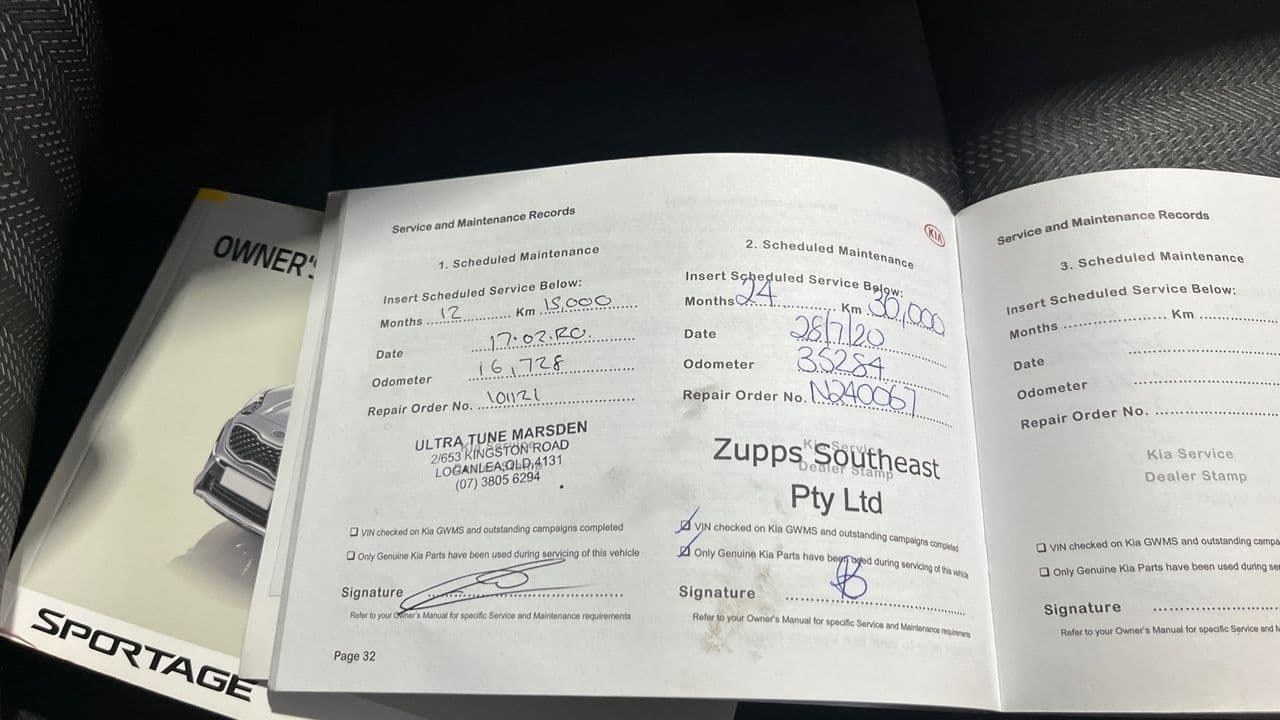 OWNER'S
SPORTAGE
Service and Maintenance Records
1. Scheduled Maintenance
Insert Scheduled Service Below:
Months 12 Km 15,000
Date 17.02.20
Odometer 16,728
Repair Order No. 101121
ULTRA TUNE MARSDEN
2/653 KINGSTON ROAD
LOGANLEA QLD 4131
(07) 3805 6294
VIN checked on Kia GWMS and outstanding campaigns completed
Only Genuine Kia Parts have been used during servicing of this vehicle
Signature
Refer to your Owner's Manual for specific Service and Maintenance requirements
Page 32
KIA
2. Scheduled Maintenance
Insert Scheduled Service Below:
Months 24 Km 30,000
Date 28/7/20
Odometer 35284
Repair Order No. N240067
Kia Service
Dealer Stamp
Zupps Southeast
Pty Ltd
VIN checked on Kia GWMS and outstanding campaigns completed
Only Genuine Kia Parts have been used during servicing of this vehicle
Signature
Refer to your Owner's Manual for specific Service and Maintenance requirements
Service and Maintenance Records
3. Scheduled Maintenance
Insert Scheduled Service Below:
Months Km
Date
Odometer
Repair Order No.
Kia Service
Dealer Stamp
VIN checked on Kia GWMS and outstanding campa
Only Genuine Kia Parts have been used during se
Signature
Refer to your Owner's Manual for specific Service and M